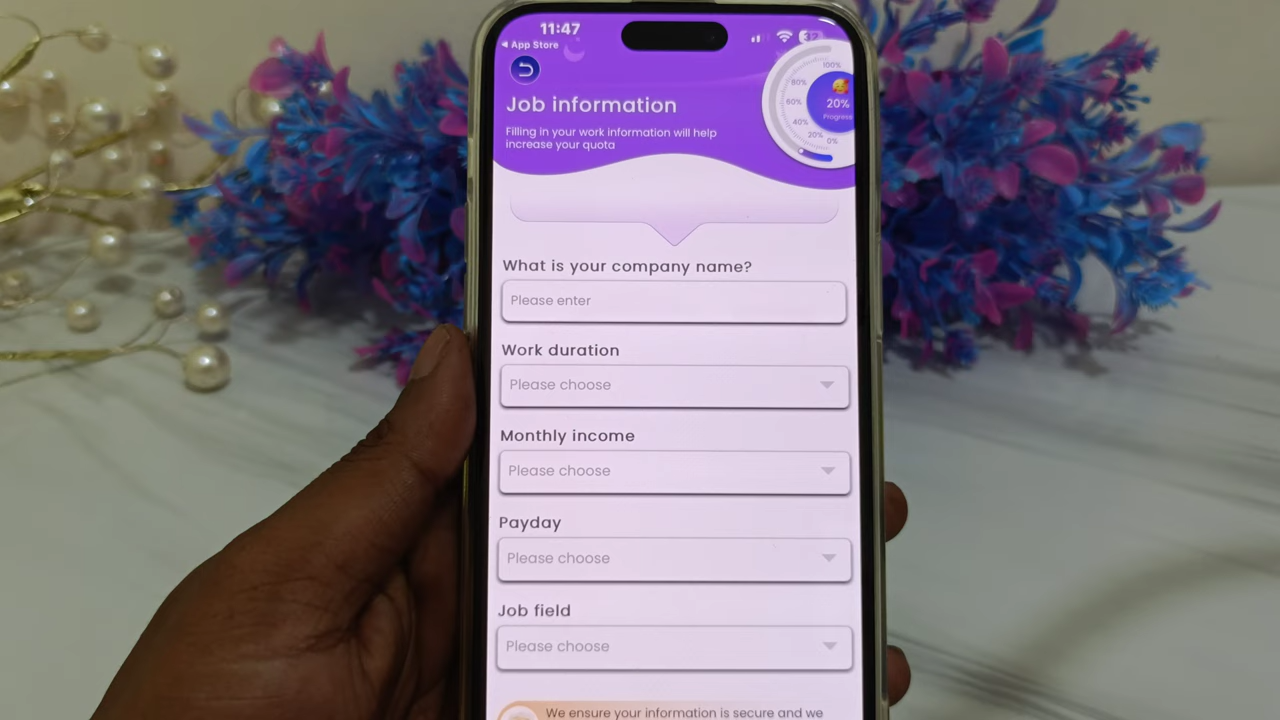 11:47
32
◀ App Store
Job information
Filling in your work information will help
increase your quota
100%
80%
60%
40%
20%
0%
20%
Progress
What is your company name?
Please enter
Work duration
Please choose
Monthly income
Please choose
Payday
Please choose
Job field
Please choose
We ensure your information is secure and we